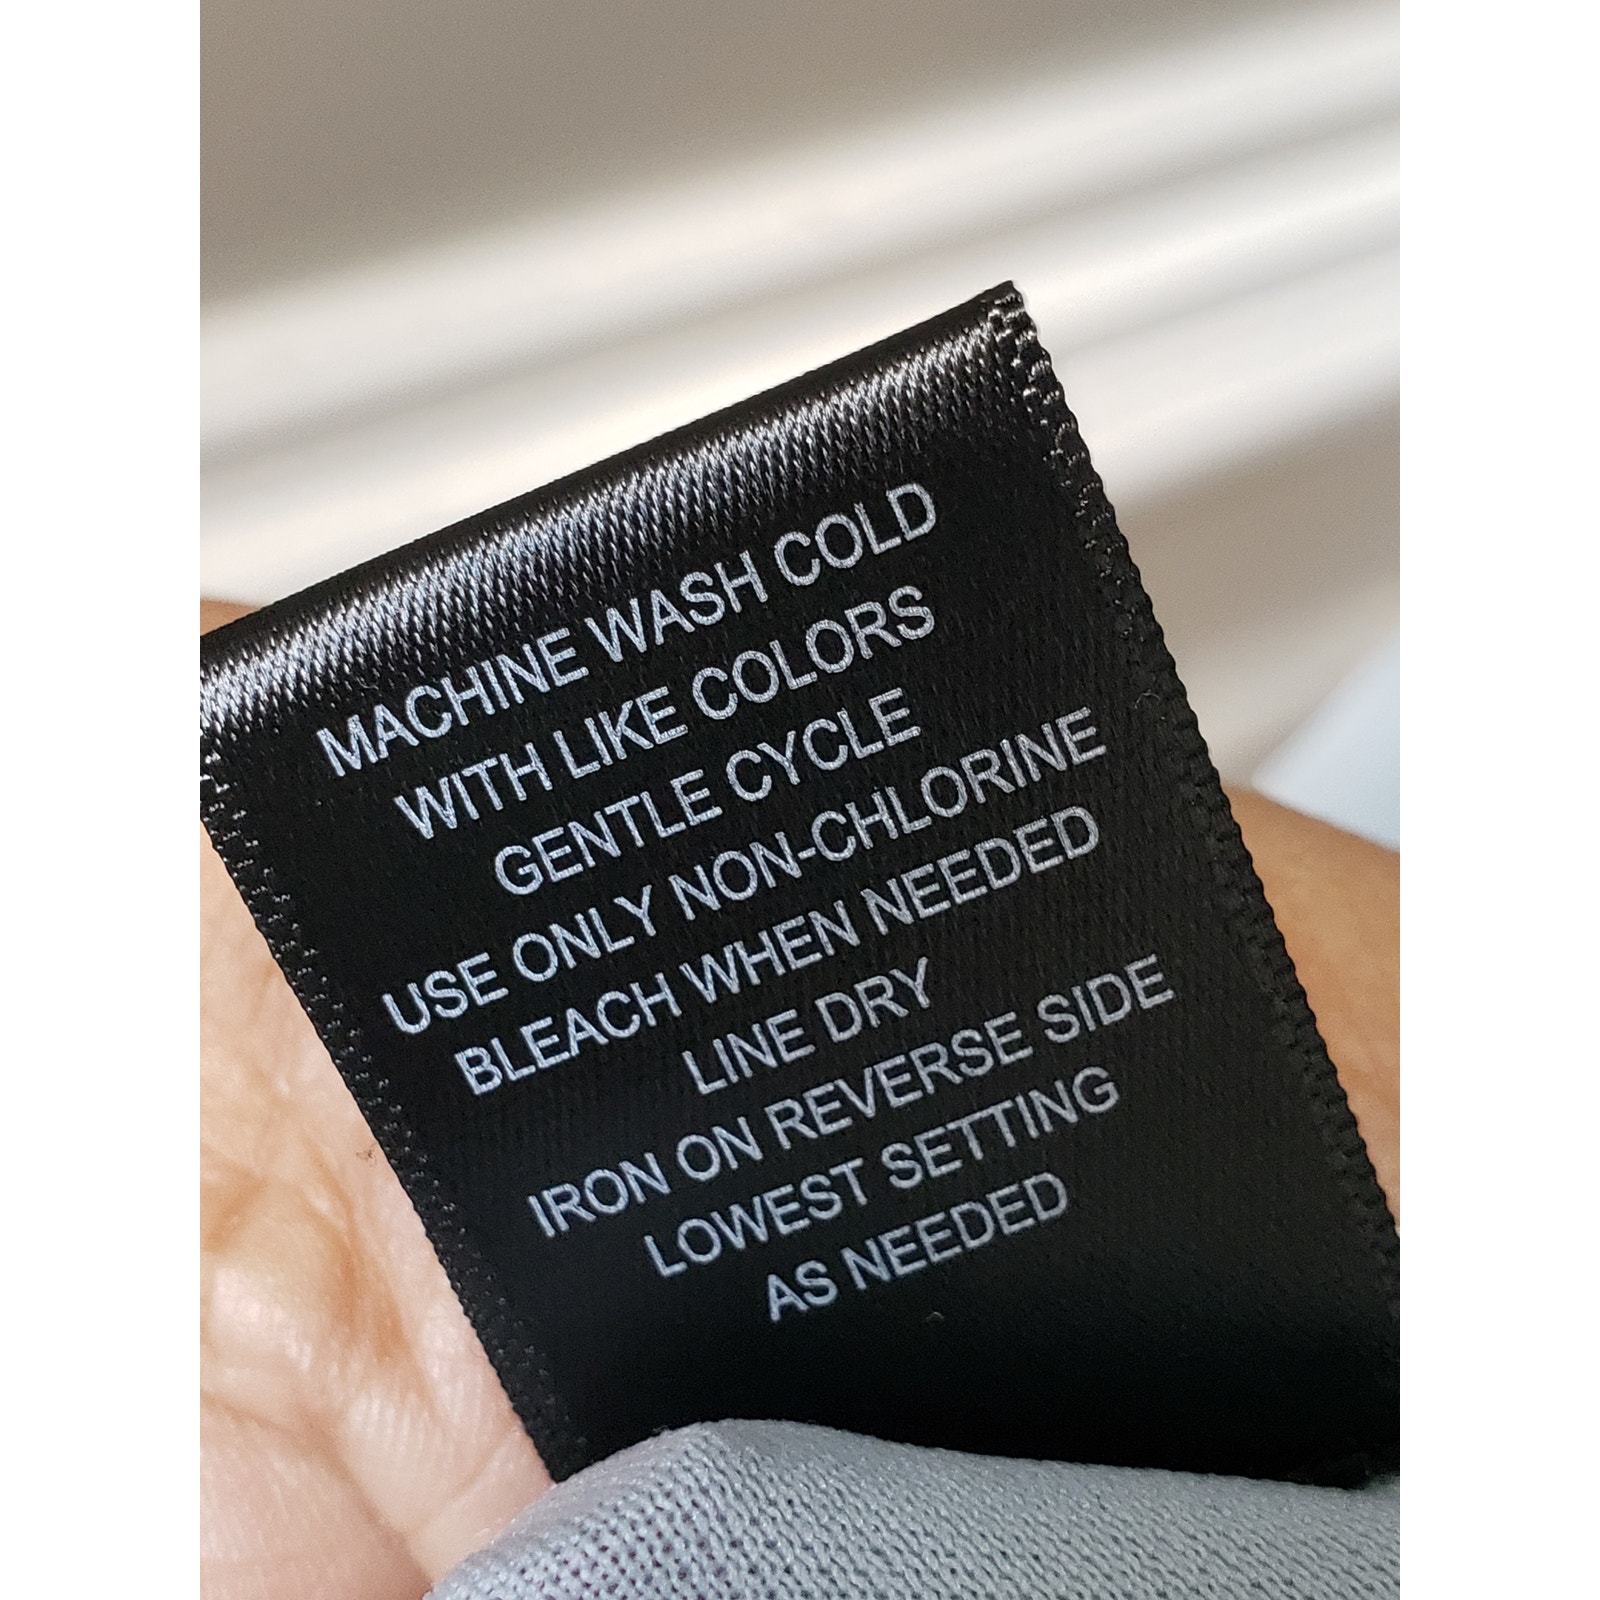 MACHINE WASH COLD
WITH LIKE COLORS
GENTLE CYCLE
USE ONLY NON-CHLORINE
BLEACH WHEN NEEDED
LINE DRY
IRON ON REVERSE SIDE
LOWEST SETTING
AS NEEDED